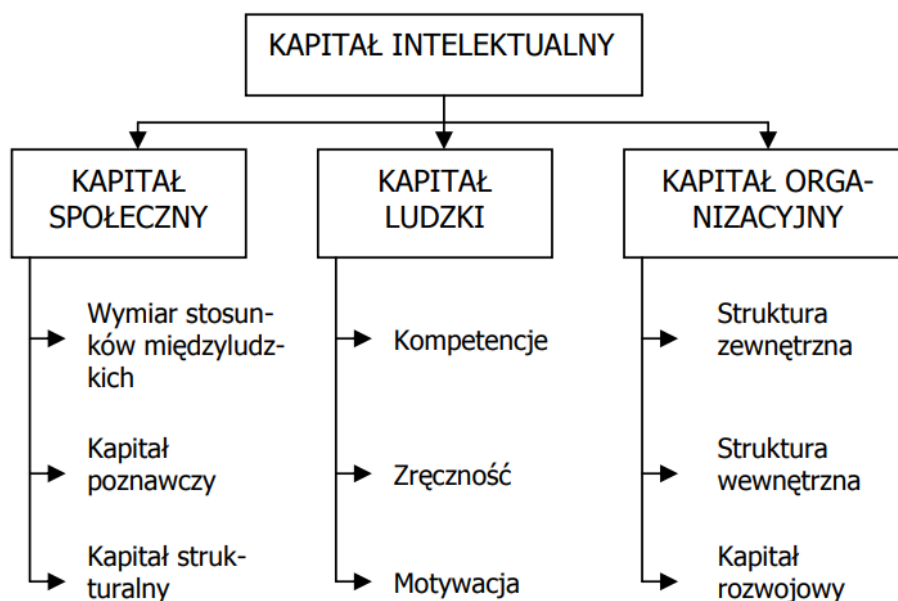 KAPITAŁ INTELEKTUALNY
KAPITAŁ
SPOŁECZNY
Wymiar stosun-
ków międzyludz-
kich
Kapitał
poznawczy
Kapitał struk-
turalny
KAPITAŁ
LUDZKI
Kompetencje
Zręczność
Motywacja
KAPITAŁ ORGA-
NIZACYJNY
Struktura
zewnętrzna
Struktura
wewnętrzna
Kapitał
rozwojowy